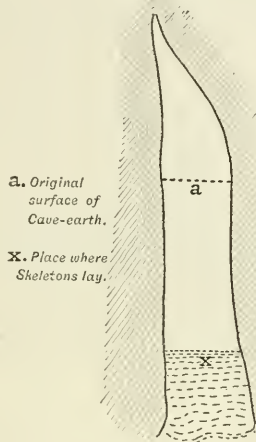 a. Original
surface of
Cave-earth.
X. Place where
Skeletons lay.
a
X